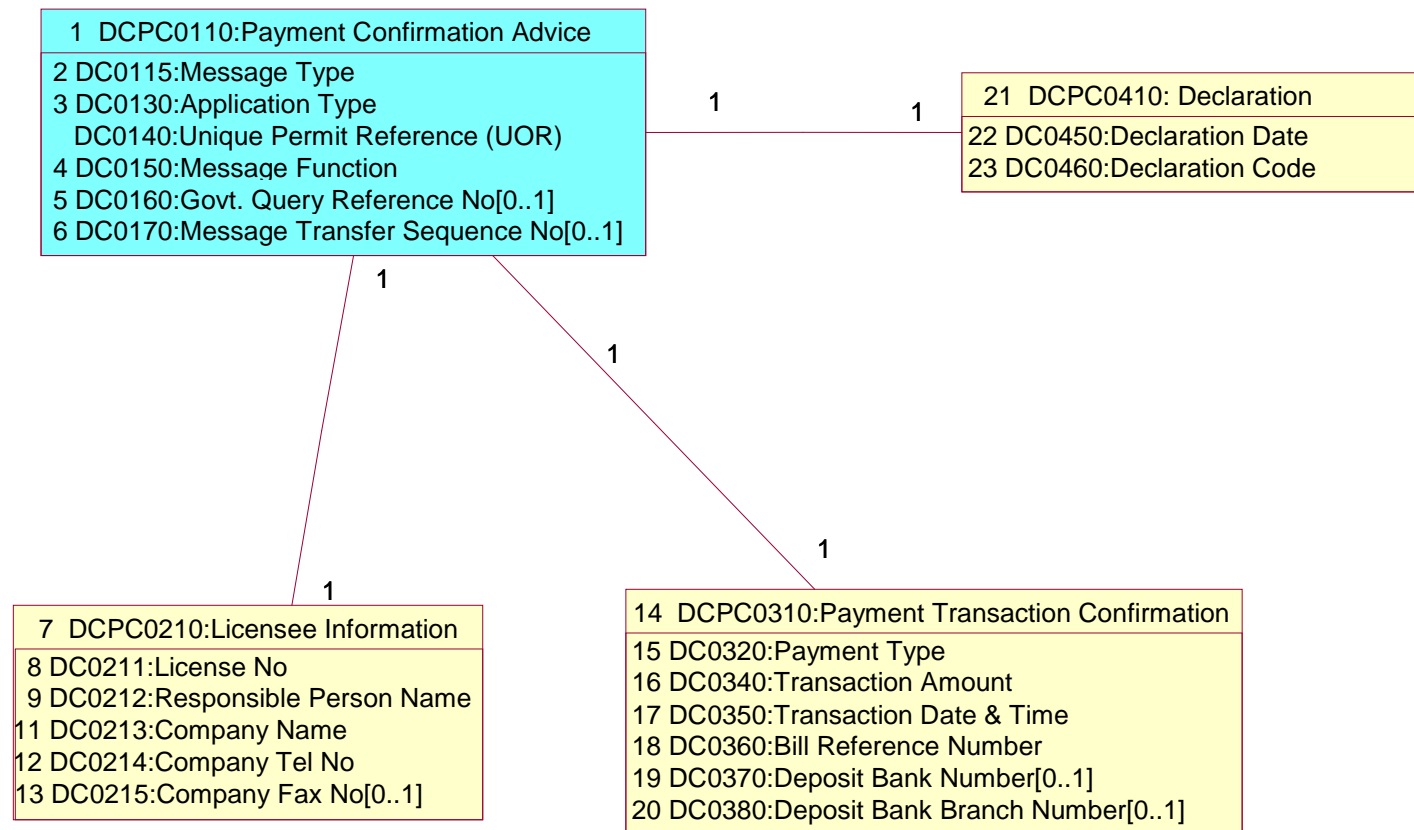 1 DCPC0110:Payment Confirmation Advice
2 DC0115:Message Type
3 DC0130:Application Type
DC0140:Unique Permit Reference (UOR)
4 DC0150:Message Function
5 DC0160:Govt. Query Reference No[0..1]
6 DC0170:Message Transfer Sequence No[0..1]
1
1
21 DCPC0410: Declaration
22 DC0450:Declaration Date
23 DC0460:Declaration Code
1
1
1
1
7 DCPC0210:Licensee Information
8 DC0211:License No
9 DC0212:Responsible Person Name
11 DC0213:Company Name
12 DC0214:Company Tel No
13 DC0215:Company Fax No[0..1]
14 DCPC0310:Payment Transaction Confirmation
15 DC0320:Payment Type
16 DC0340:Transaction Amount
17 DC0350:Transaction Date & Time
18 DC0360:Bill Reference Number
19 DC0370:Deposit Bank Number[0..1]
20 DC0380:Deposit Bank Branch Number[0..1]